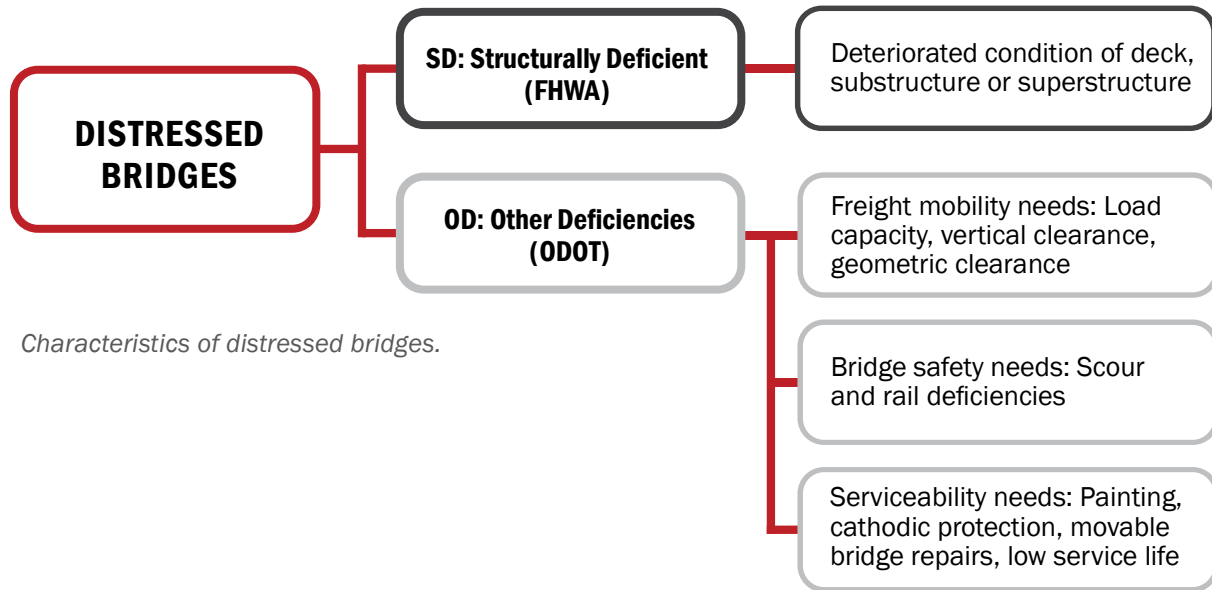 DISTRESSED
BRIDGES
SD: Structurally Deficient
(FHWA)
Deteriorated condition of deck,
substructure or superstructure
OD: Other Deficiencies
(ODOT)
Freight mobility needs: Load
capacity, vertical clearance,
geometric clearance
Bridge safety needs: Scour
and rail deficiencies
Serviceability needs: Painting,
cathodic protection, movable
bridge repairs, low service life
Characteristics of distressed bridges.